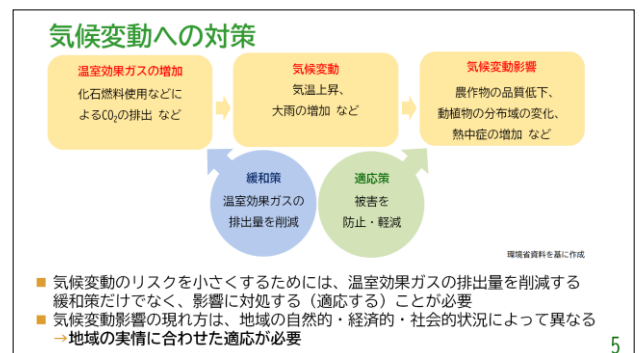 気候変動への対策
温室効果ガスの増加
化石燃料使用などに
よるCO₂の排出 など
気候変動
気温上昇、
大雨の増加 など
気候変動影響
農作物の品質低下、
動植物の分布域の変化、
熱中症の増加 など
緩和策
温室効果ガスの
排出量を削減
適応策
被害を
防止・軽減
環境省資料を基に作成
■ 気候変動のリスクを小さくするためには、温室効果ガスの排出量を削減する
緩和策だけでなく、影響に対処する（適応する）ことが必要
■ 気候変動影響の現れ方は、地域の自然的・経済的・社会的状況によって異なる
→地域の実情に合わせた適応が必要
5